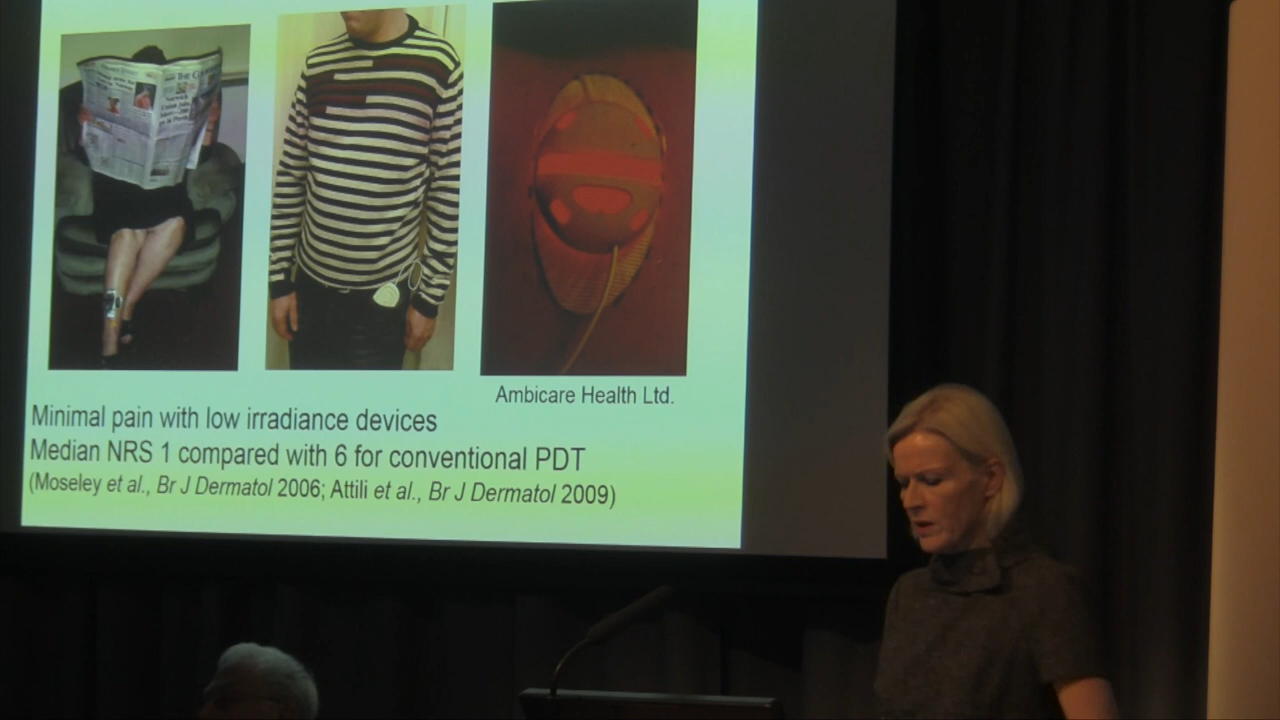 Ambicare Health Ltd.
Minimal pain with low irradiance devices
Median NRS 1 compared with 6 for conventional PDT
(Moseley et al., Br J Dermatol 2006; Attili et al., Br J Dermatol 2009)